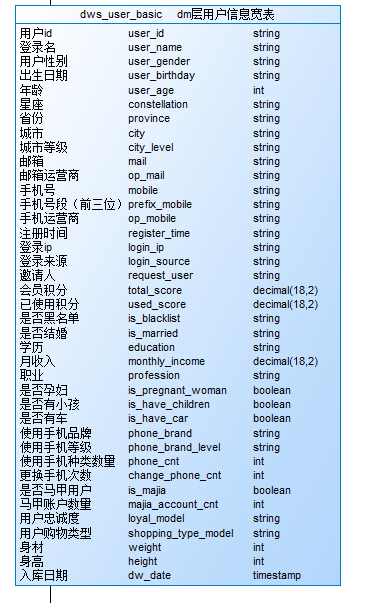 dws_user_basic dm层用户信息宽表
用户id user_id string
登录名 user_name string
用户性别 user_gender string
出生日期 user_birthday string
年龄 user_age int
星座 constellation string
省份 province string
城市 city string
城市等级 city_level string
邮箱 mail string
邮箱运营商 op_mail string
手机号 mobile string
手机号段（前三位） prefix_mobile string
手机运营商 op_mobile string
注册时间 register_time string
登录ip login_ip string
登录来源 login_source string
邀请人 request_user string
会员积分 total_score decimal(18,2)
已使用积分 used_score decimal(18,2)
是否黑名单 is_blacklist string
是否结婚 is_married string
学历 education string
月收入 monthly_income decimal(18,2)
职业 profession string
是否孕妇 is_pregnant_woman boolean
是否有小孩 is_have_children boolean
是否有车 is_have_car boolean
使用手机品牌 phone_brand string
使用手机等级 phone_brand_level string
使用手机种类数量 phone_cnt int
更换手机次数 change_phone_cnt int
是否马甲用户 is_majia boolean
马甲账户数量 majia_account_cnt int
用户忠诚度 loyal_model string
用户购物类型 shopping_type_model string
身材 weight int
身高 height int
入库日期 dw_date timestamp